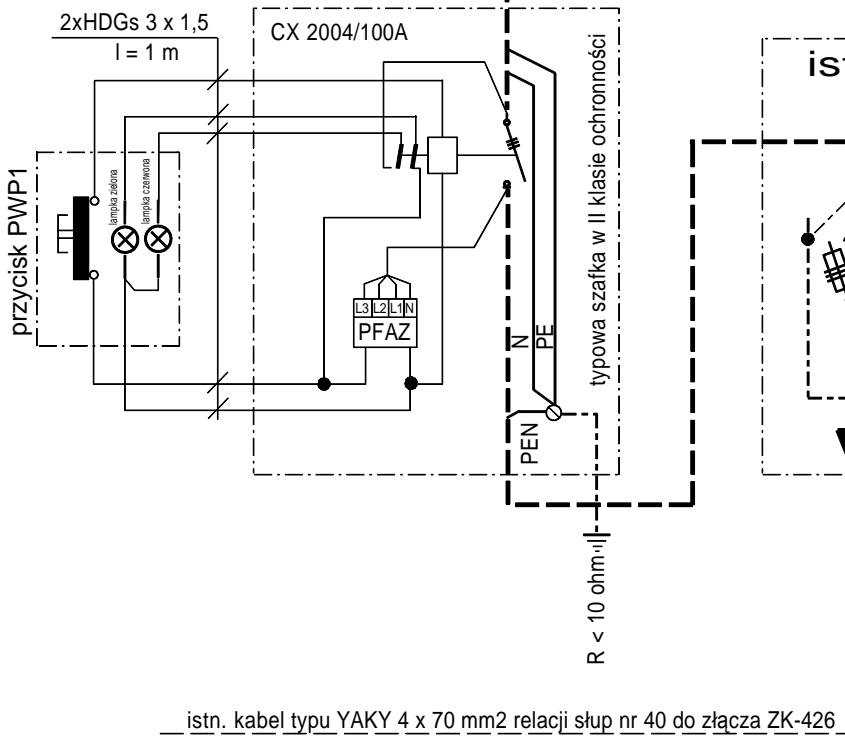 2xHDGs 3 x 1,5
l = 1 m
CX 2004/100A
typowa szafka w II klasie ochronności
przycisk PWP1
lampka zielona
lampka czerwona
L3 L2 L1 N
PFAZ
N
PE
PEN
R < 10 ohm
ist
istn. kabel typu YAKY 4 x 70 mm2 relacji słup nr 40 do złącza ZK-426